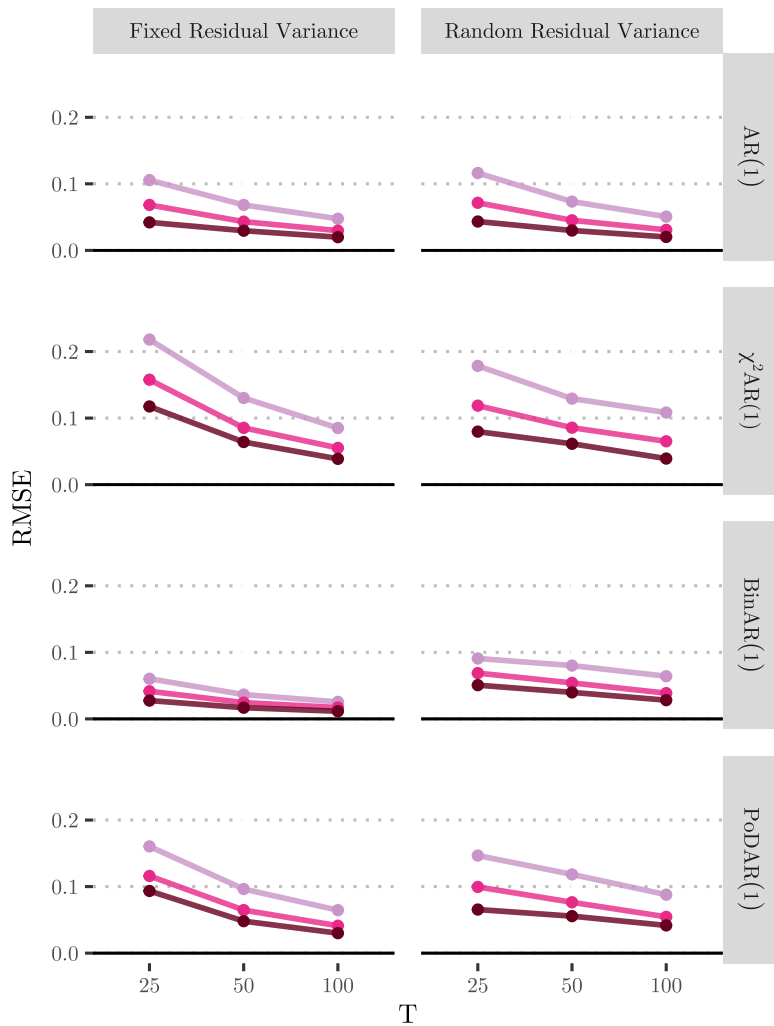 Fixed Residual Variance
Random Residual Variance
0.2
0.1
0.0
AR(1)
0.2
0.1
0.0
χ²AR(1)
RMSE
0.2
0.1
0.0
BinAR(1)
0.2
0.1
0.0
PoDAR(1)
25 50 100
25 50 100
T